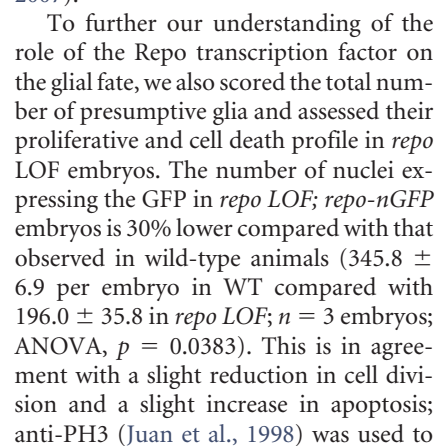 2007).
To further our understanding of the
role of the Repo transcription factor on
the glial fate, we also scored the total num-
ber of presumptive glia and assessed their
proliferative and cell death profile in repo
LOF embryos. The number of nuclei ex-
pressing the GFP in repo LOF; repo-nGFP
embryos is 30% lower compared with that
observed in wild-type animals (345.8 ±
6.9 per embryo in WT compared with
196.0 ± 35.8 in repo LOF; n = 3 embryos;
ANOVA, p = 0.0383). This is in agree-
ment with a slight reduction in cell divi-
sion and a slight increase in apoptosis;
anti-PH3 (Juan et al., 1998) was used to